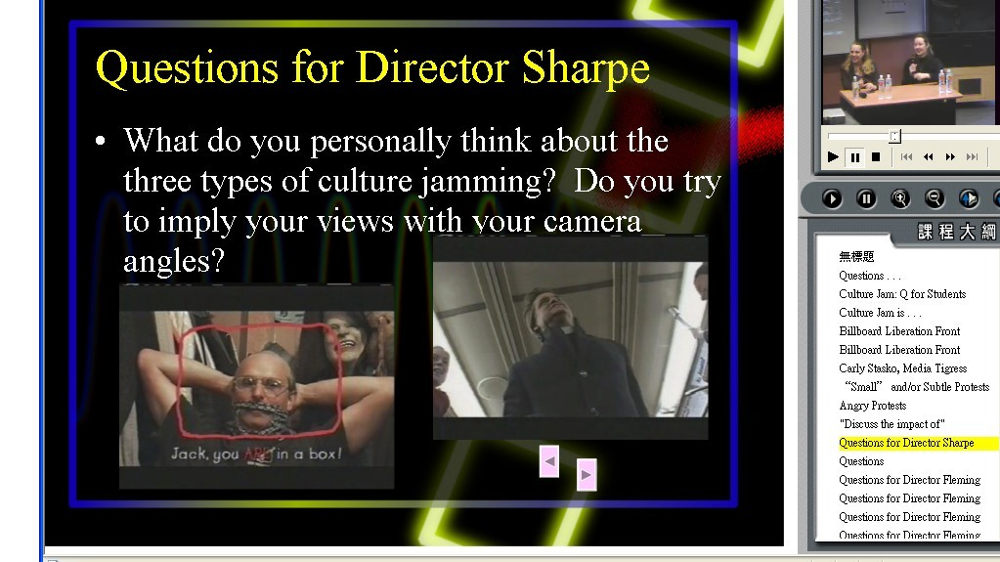 Questions for Director Sharpe
• What do you personally think about the
three types of culture jamming? Do you try
to imply your views with your camera
angles?
Jack, you ARE in a box!
課程大綱
無標題
Questions . . .
Culture Jam: Q for Students
Culture Jam is . . .
Billboard Liberation Front
Billboard Liberation Front
Carly Stasko, Media Tigress
“Small” and/or Subtle Protests
Angry Protests
"Discuss the impact of"
Questions for Director Sharpe
Questions
Questions for Director Fleming
Questions for Director Fleming
Questions for Director Fleming
Questions for Director Fleming